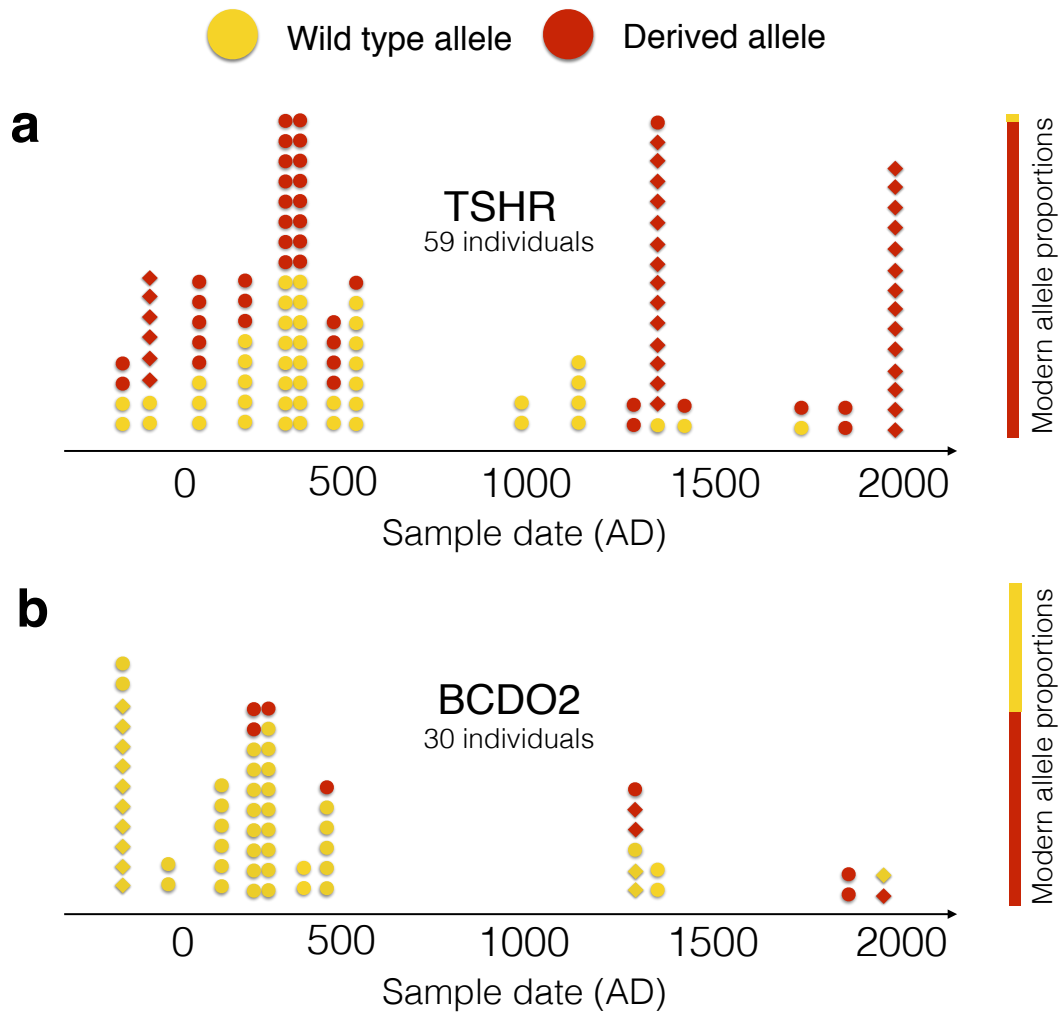 Wild type allele Derived allele
a
TSHR
59 individuals
Modern allele proportions
0 500 1000 1500 2000
Sample date (AD)
b
BCDO2
30 individuals
Modern allele proportions
0 500 1000 1500 2000
Sample date (AD)